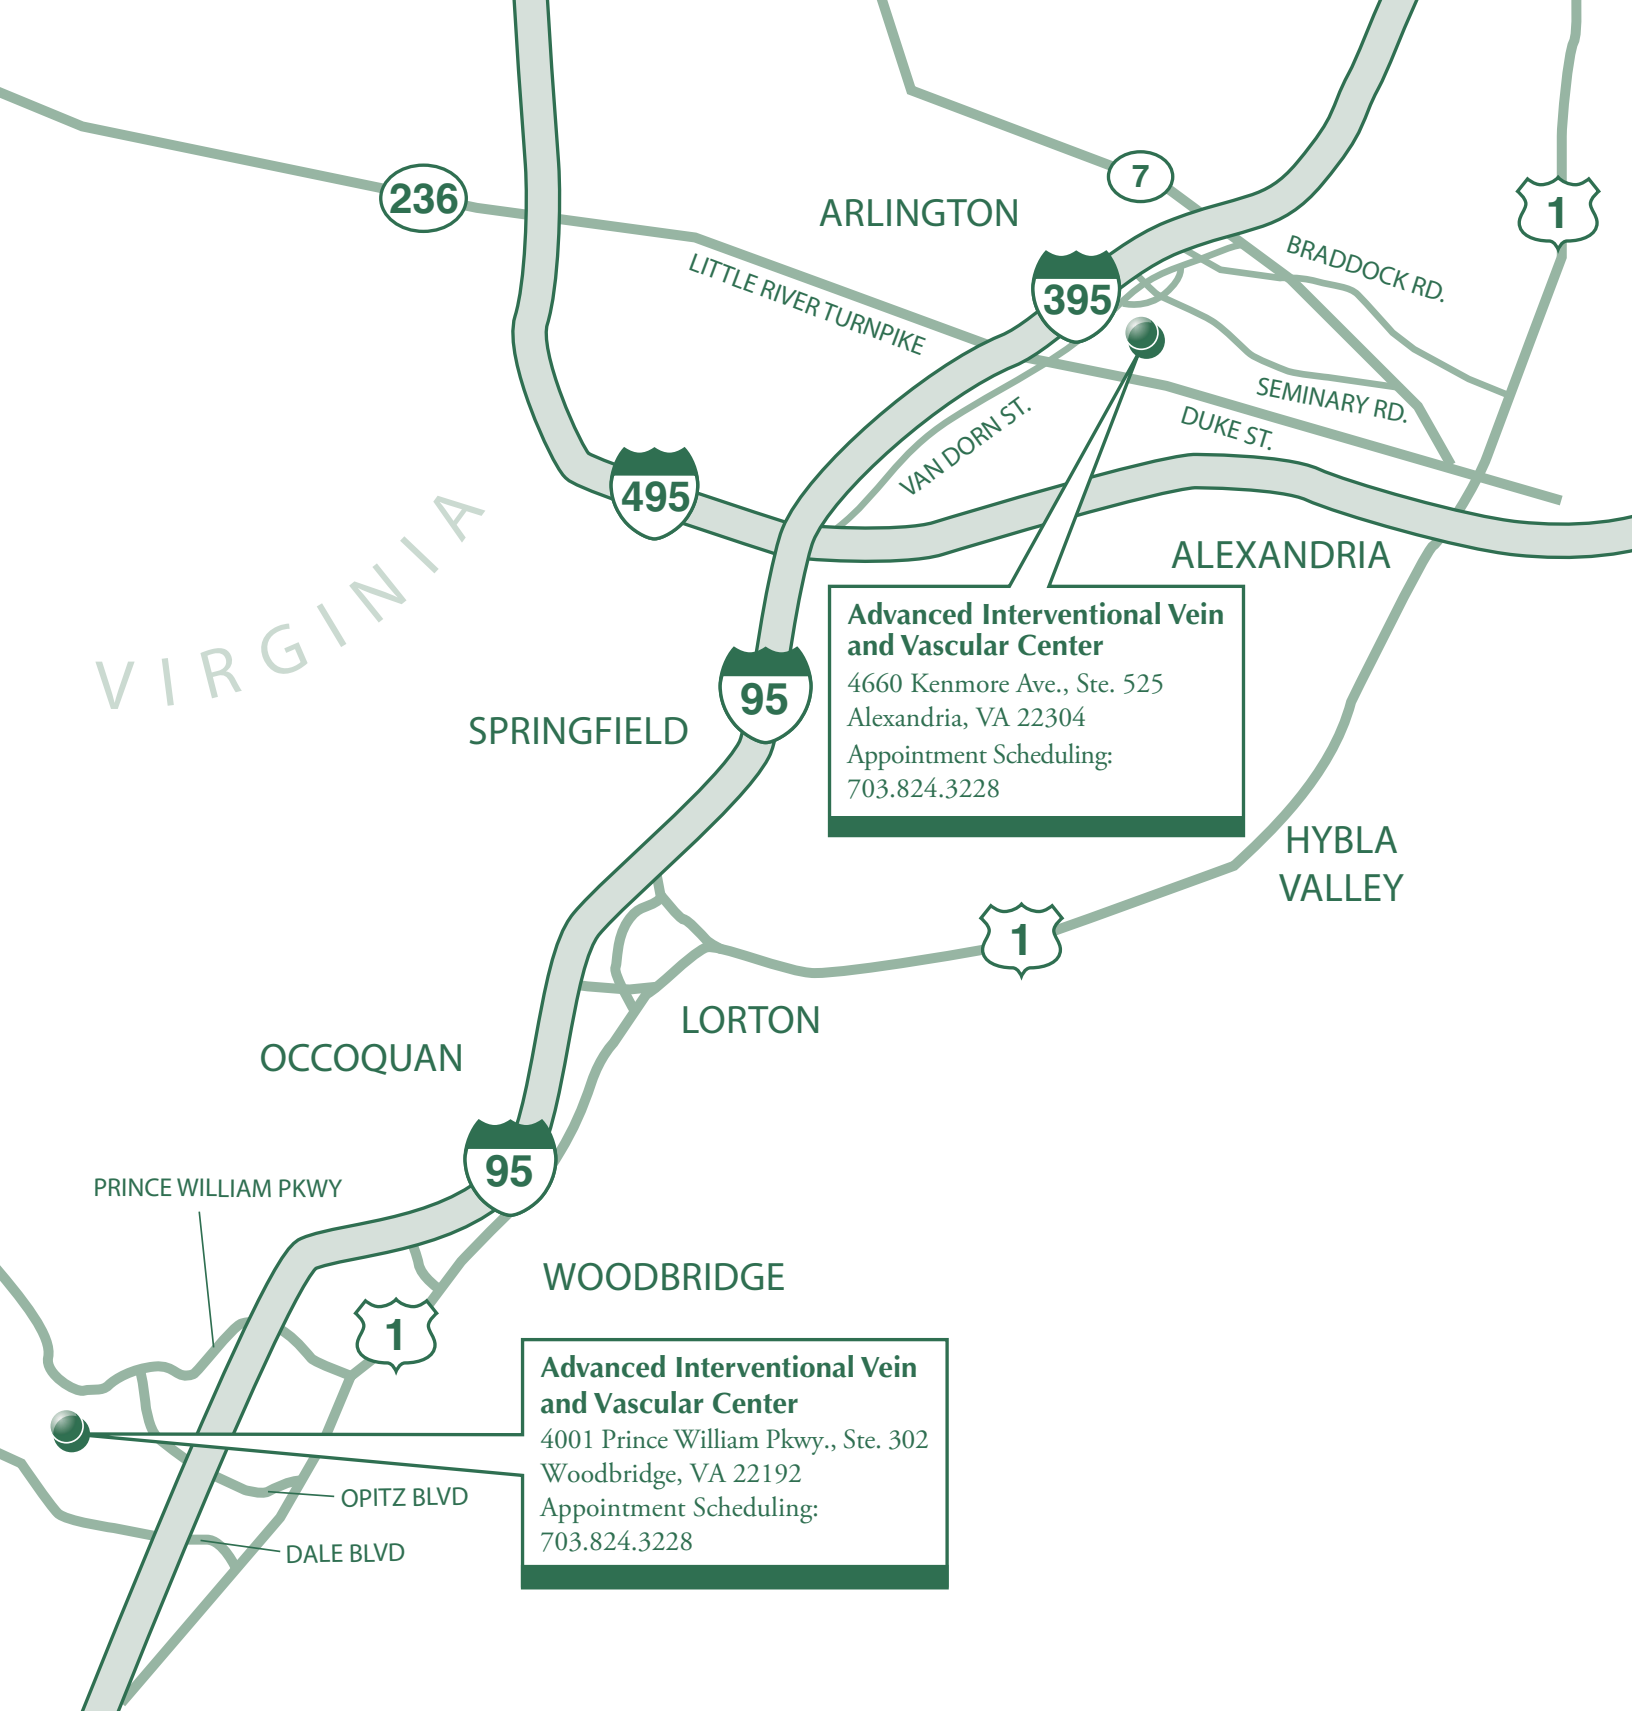 7
236
1
ARLINGTON
BRADDOCK RD.
395
LITTLE RIVER TURNPIKE
SEMINARY RD.
DUKE ST.
VAN DORN ST.
495
VIRGINIA
ALEXANDRIA
Advanced Interventional Vein
and Vascular Center
4660 Kenmore Ave., Ste. 525
Alexandria, VA 22304
Appointment Scheduling:
703.824.3228
95
SPRINGFIELD
HYBLA
VALLEY
1
LORTON
OCCOQUAN
95
PRINCE WILLIAM PKWY
WOODBRIDGE
1
Advanced Interventional Vein
and Vascular Center
4001 Prince William Pkwy., Ste. 302
Woodbridge, VA 22192
Appointment Scheduling:
703.824.3228
OPITZ BLVD
DALE BLVD